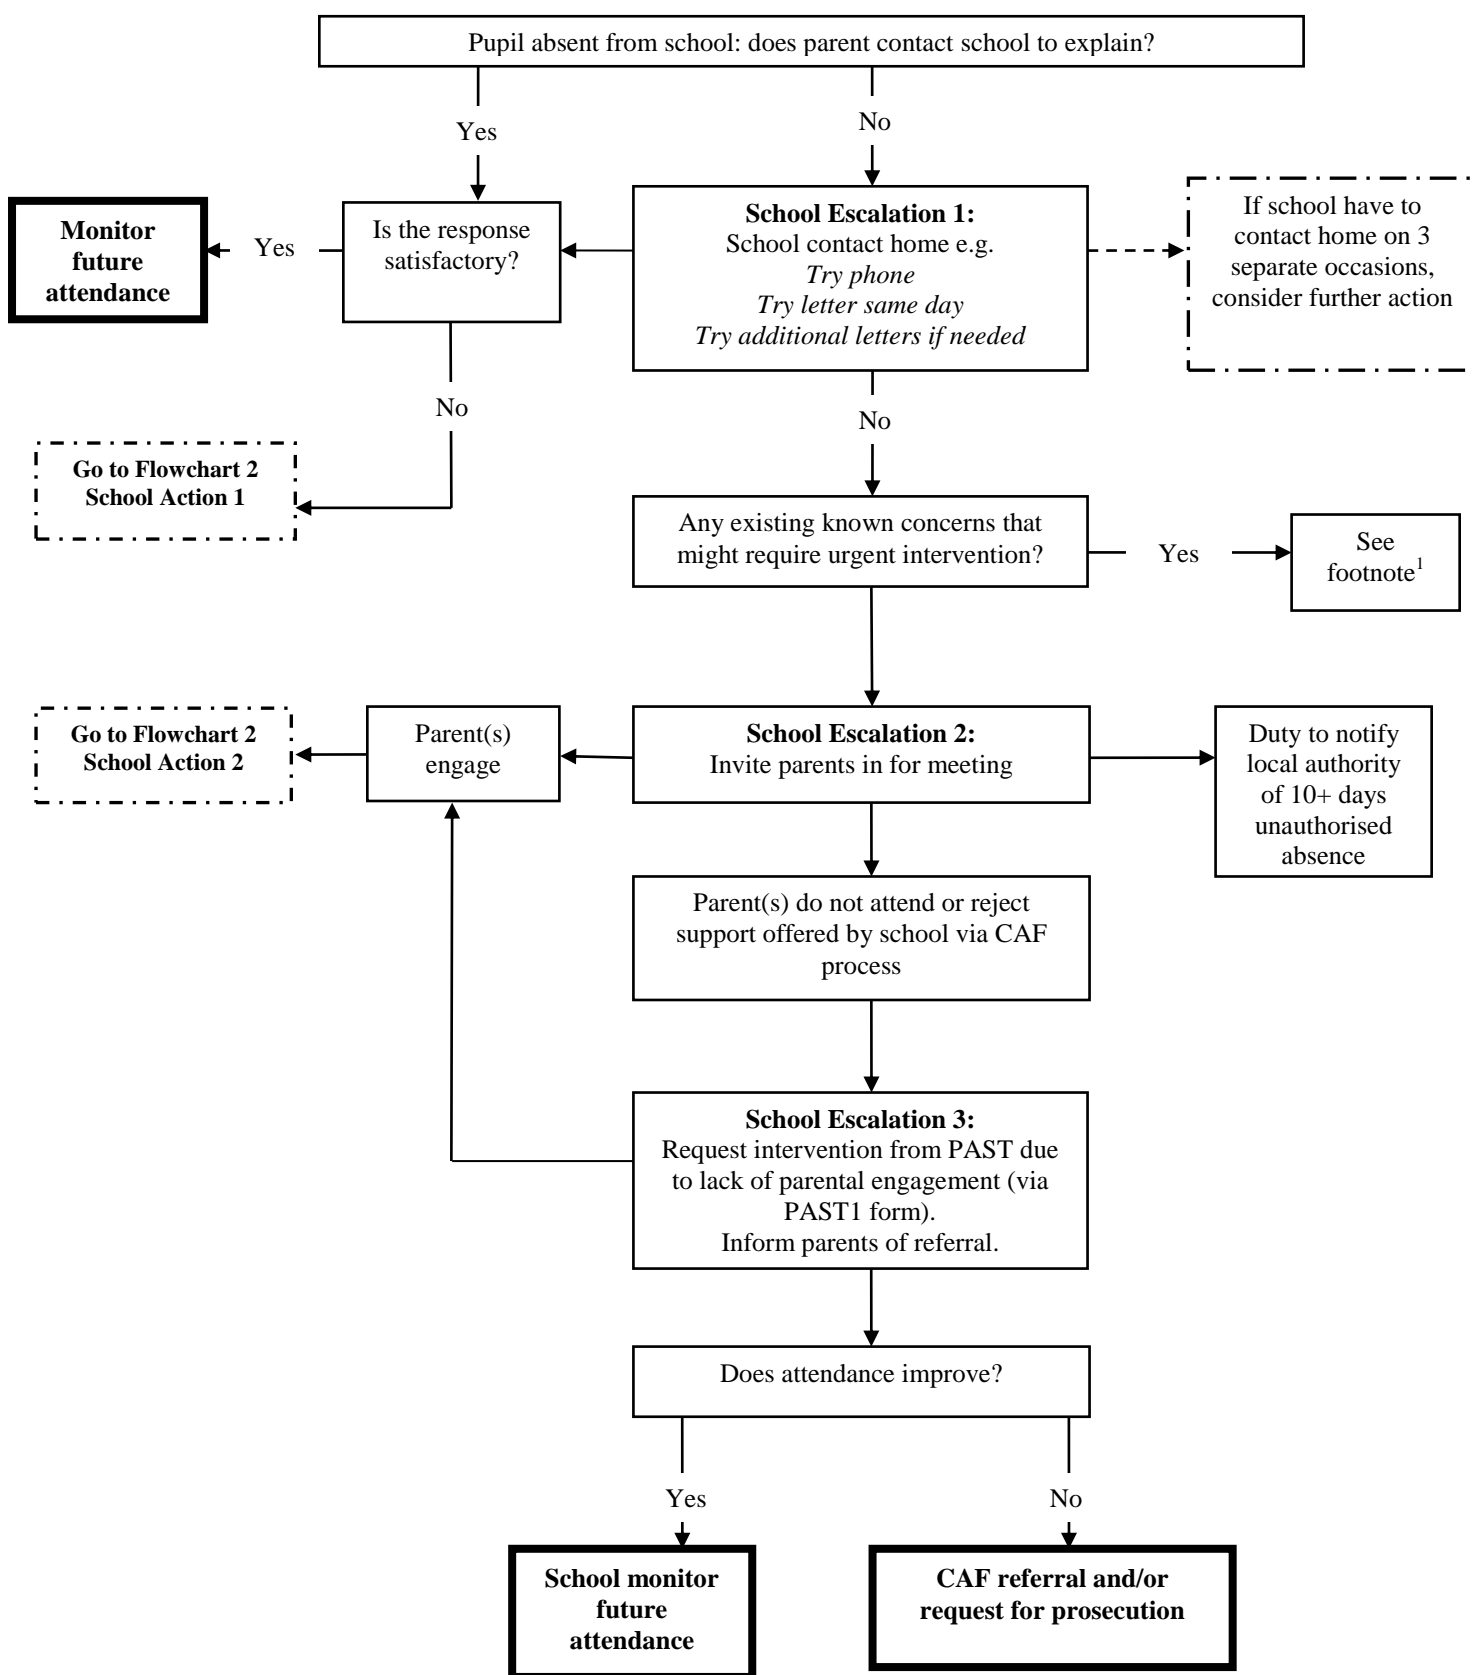 Pupil absent from school: does parent contact school to explain?
Yes
No
Monitor
future
attendance
Yes
Is the response
satisfactory?
School Escalation 1:
School contact home e.g.
Try phone
Try letter same day
Try additional letters if needed
If school have to
contact home on 3
separate occasions,
consider further action
No
No
Go to Flowchart 2
School Action 1
Any existing known concerns that
might require urgent intervention?
Yes
See
footnote1
Go to Flowchart 2
School Action 2
Parent(s)
engage
School Escalation 2:
Invite parents in for meeting
Duty to notify
local authority
of 10+ days
unauthorised
absence
Parent(s) do not attend or reject
support offered by school via CAF
process
School Escalation 3:
Request intervention from PAST due
to lack of parental engagement (via
PAST1 form).
Inform parents of referral.
Does attendance improve?
Yes
No
School monitor
future
attendance
CAF referral and/or
request for prosecution